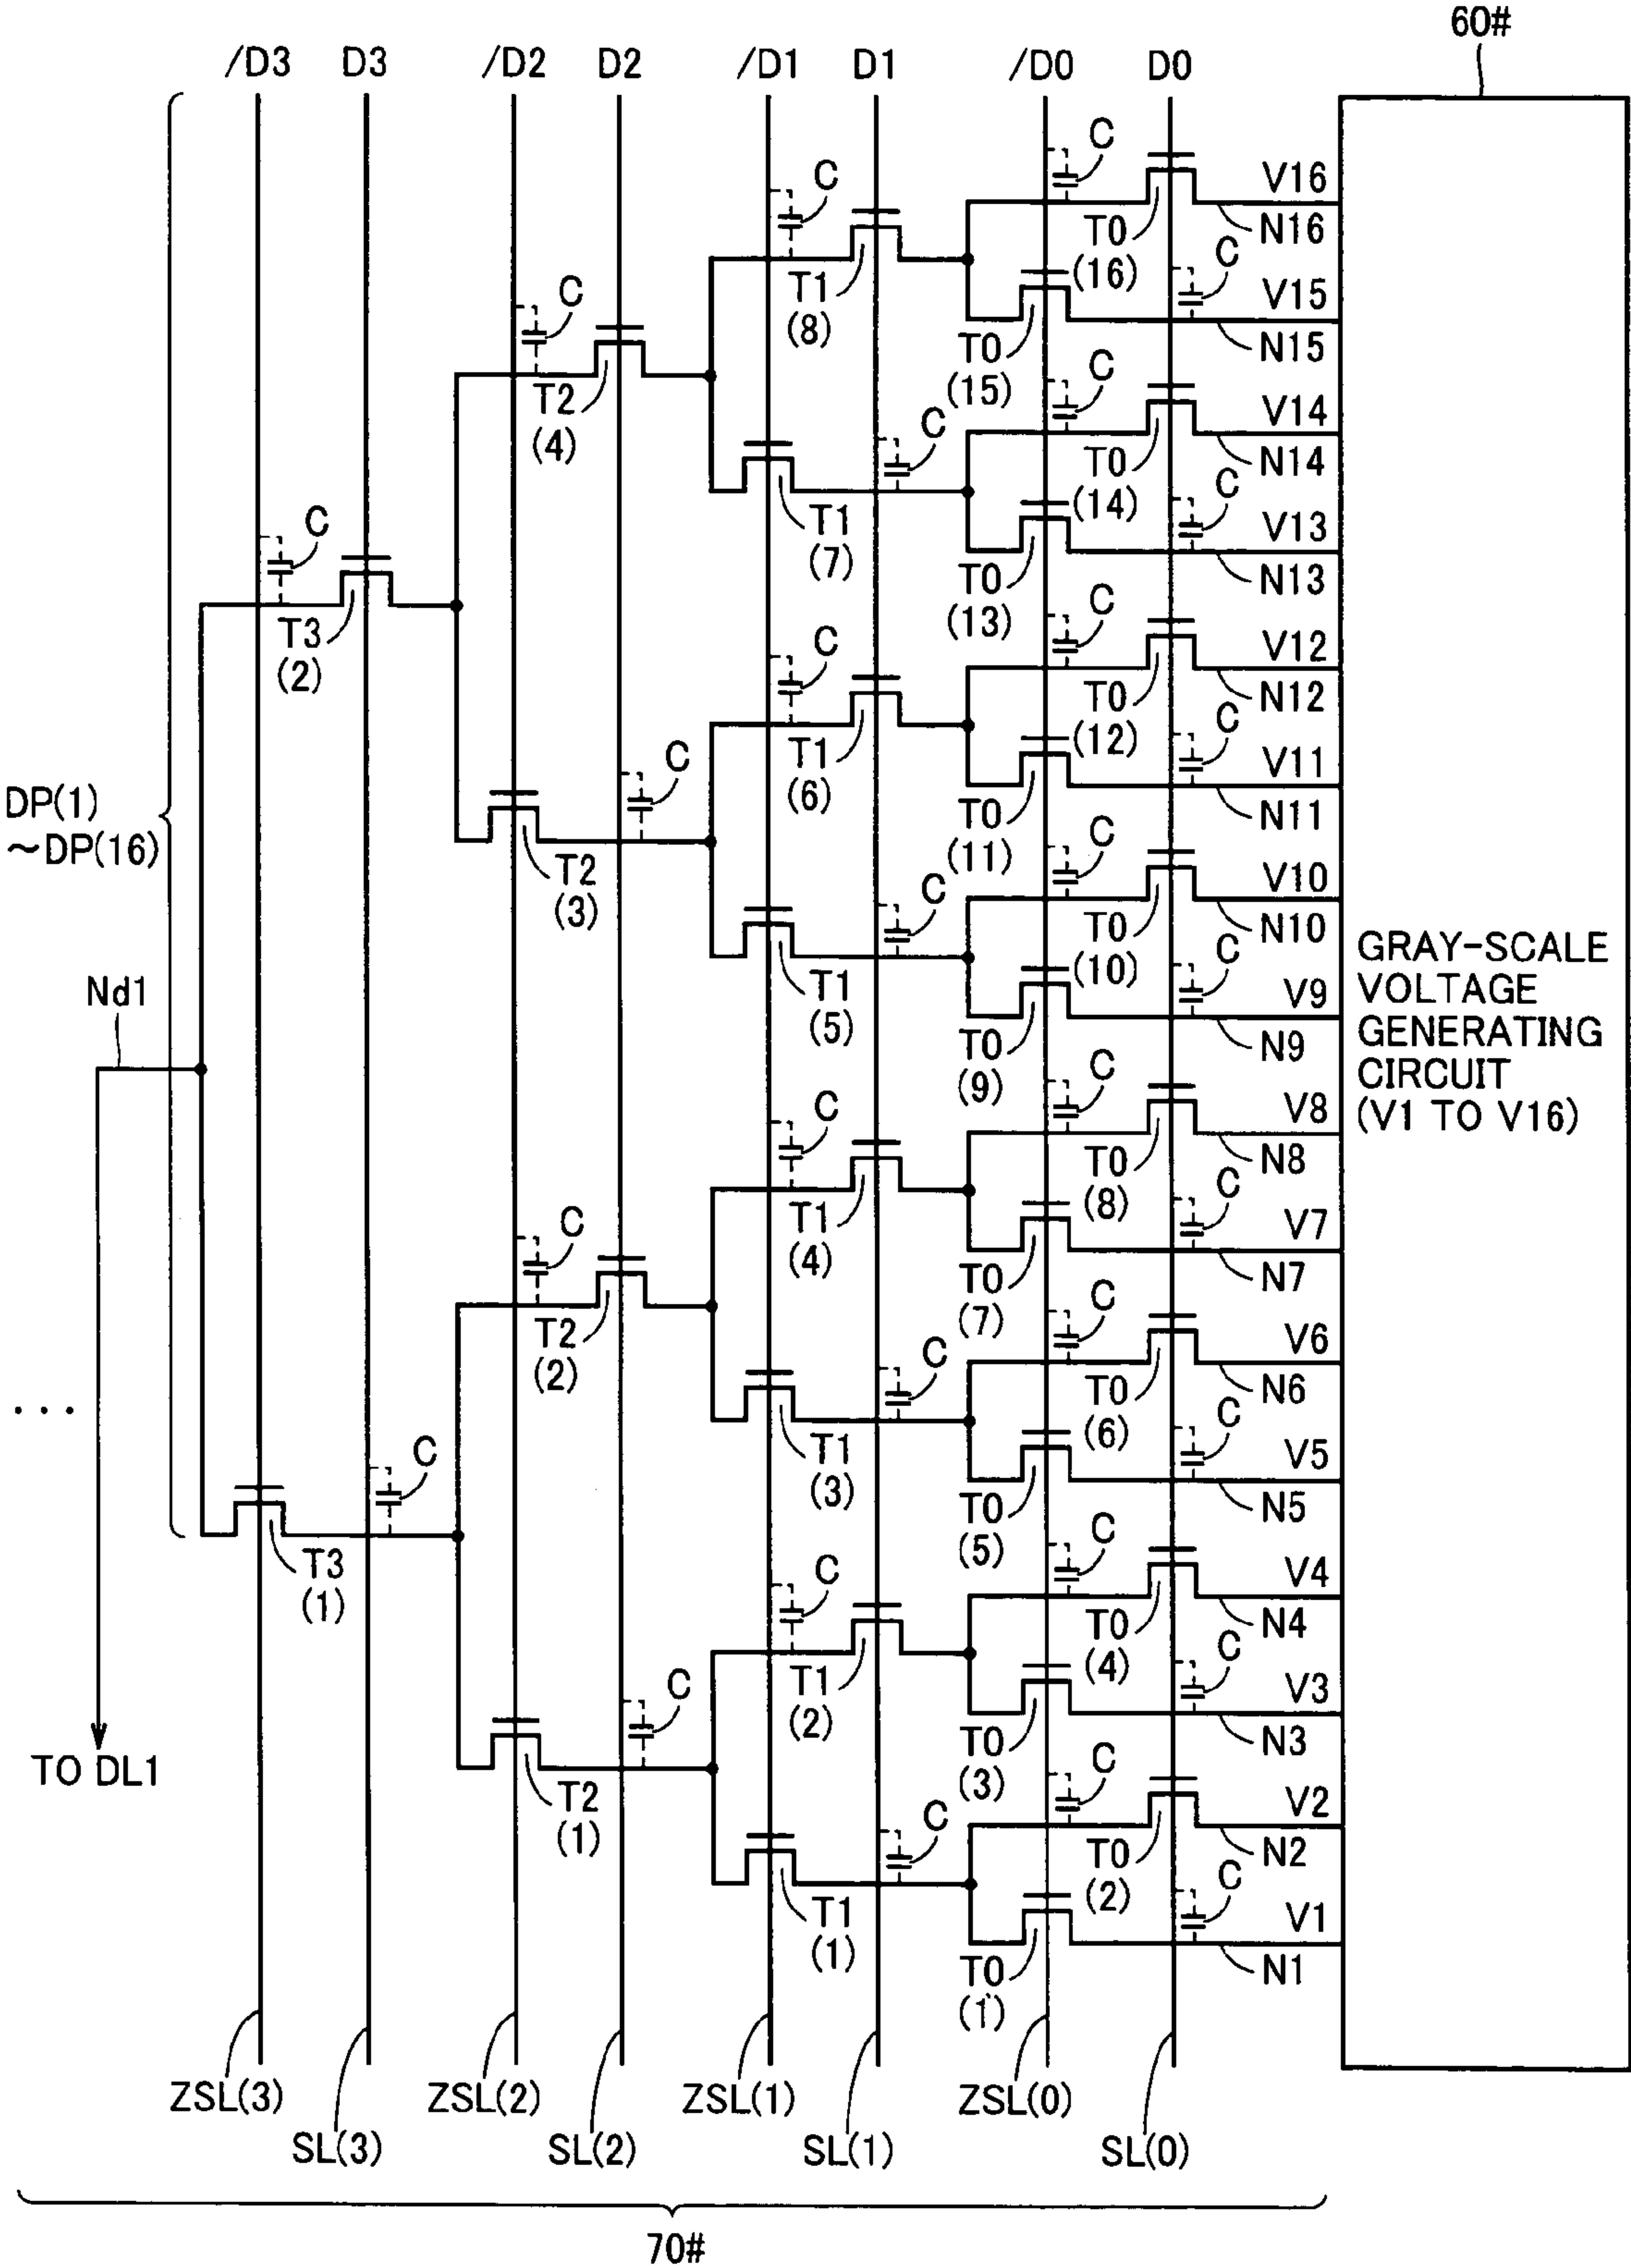 60#
/D3 D3 /D2 D2 /D1 D1 /D0 D0
C
V16
C
T0
(16)
N16
C
C
T1
(8)
V15
T0
(15)
N15
C
T2
(4)
C
V14
C
T0
(14)
N14
C
T1
(7)
V13
T0
(13)
N13
C
T3
(2)
C
C
V12
T0
(12)
N12
C
T1
(6)
V11
T0
(11)
N11
DP(1)
~DP(16)
C
T2
(3)
C
V10
C
T0
(10)
N10
C
T1
(5)
V9
T0
(9)
N9
GRAY-SCALE
VOLTAGE
GENERATING
CIRCUIT
(V1 TO V16)
Nd1
C
C
V8
T0
(8)
N8
C
T1
(4)
V7
T0
(7)
N7
C
T2
(2)
C
V6
C
T0
(6)
N6
C
T1
(3)
V5
T0
(5)
N5
...
C
T3
(1)
C
C
V4
T0
(4)
N4
C
T1
(2)
V3
T0
(3)
N3
C
T2
(1)
C
V2
C
T0
(2)
N2
C
T1
(1)
V1
T0
(1)
N1
TO DL1
ZSL(3) ZSL(2) ZSL(1) ZSL(0)
SL(3) SL(2) SL(1) SL(0)
70#